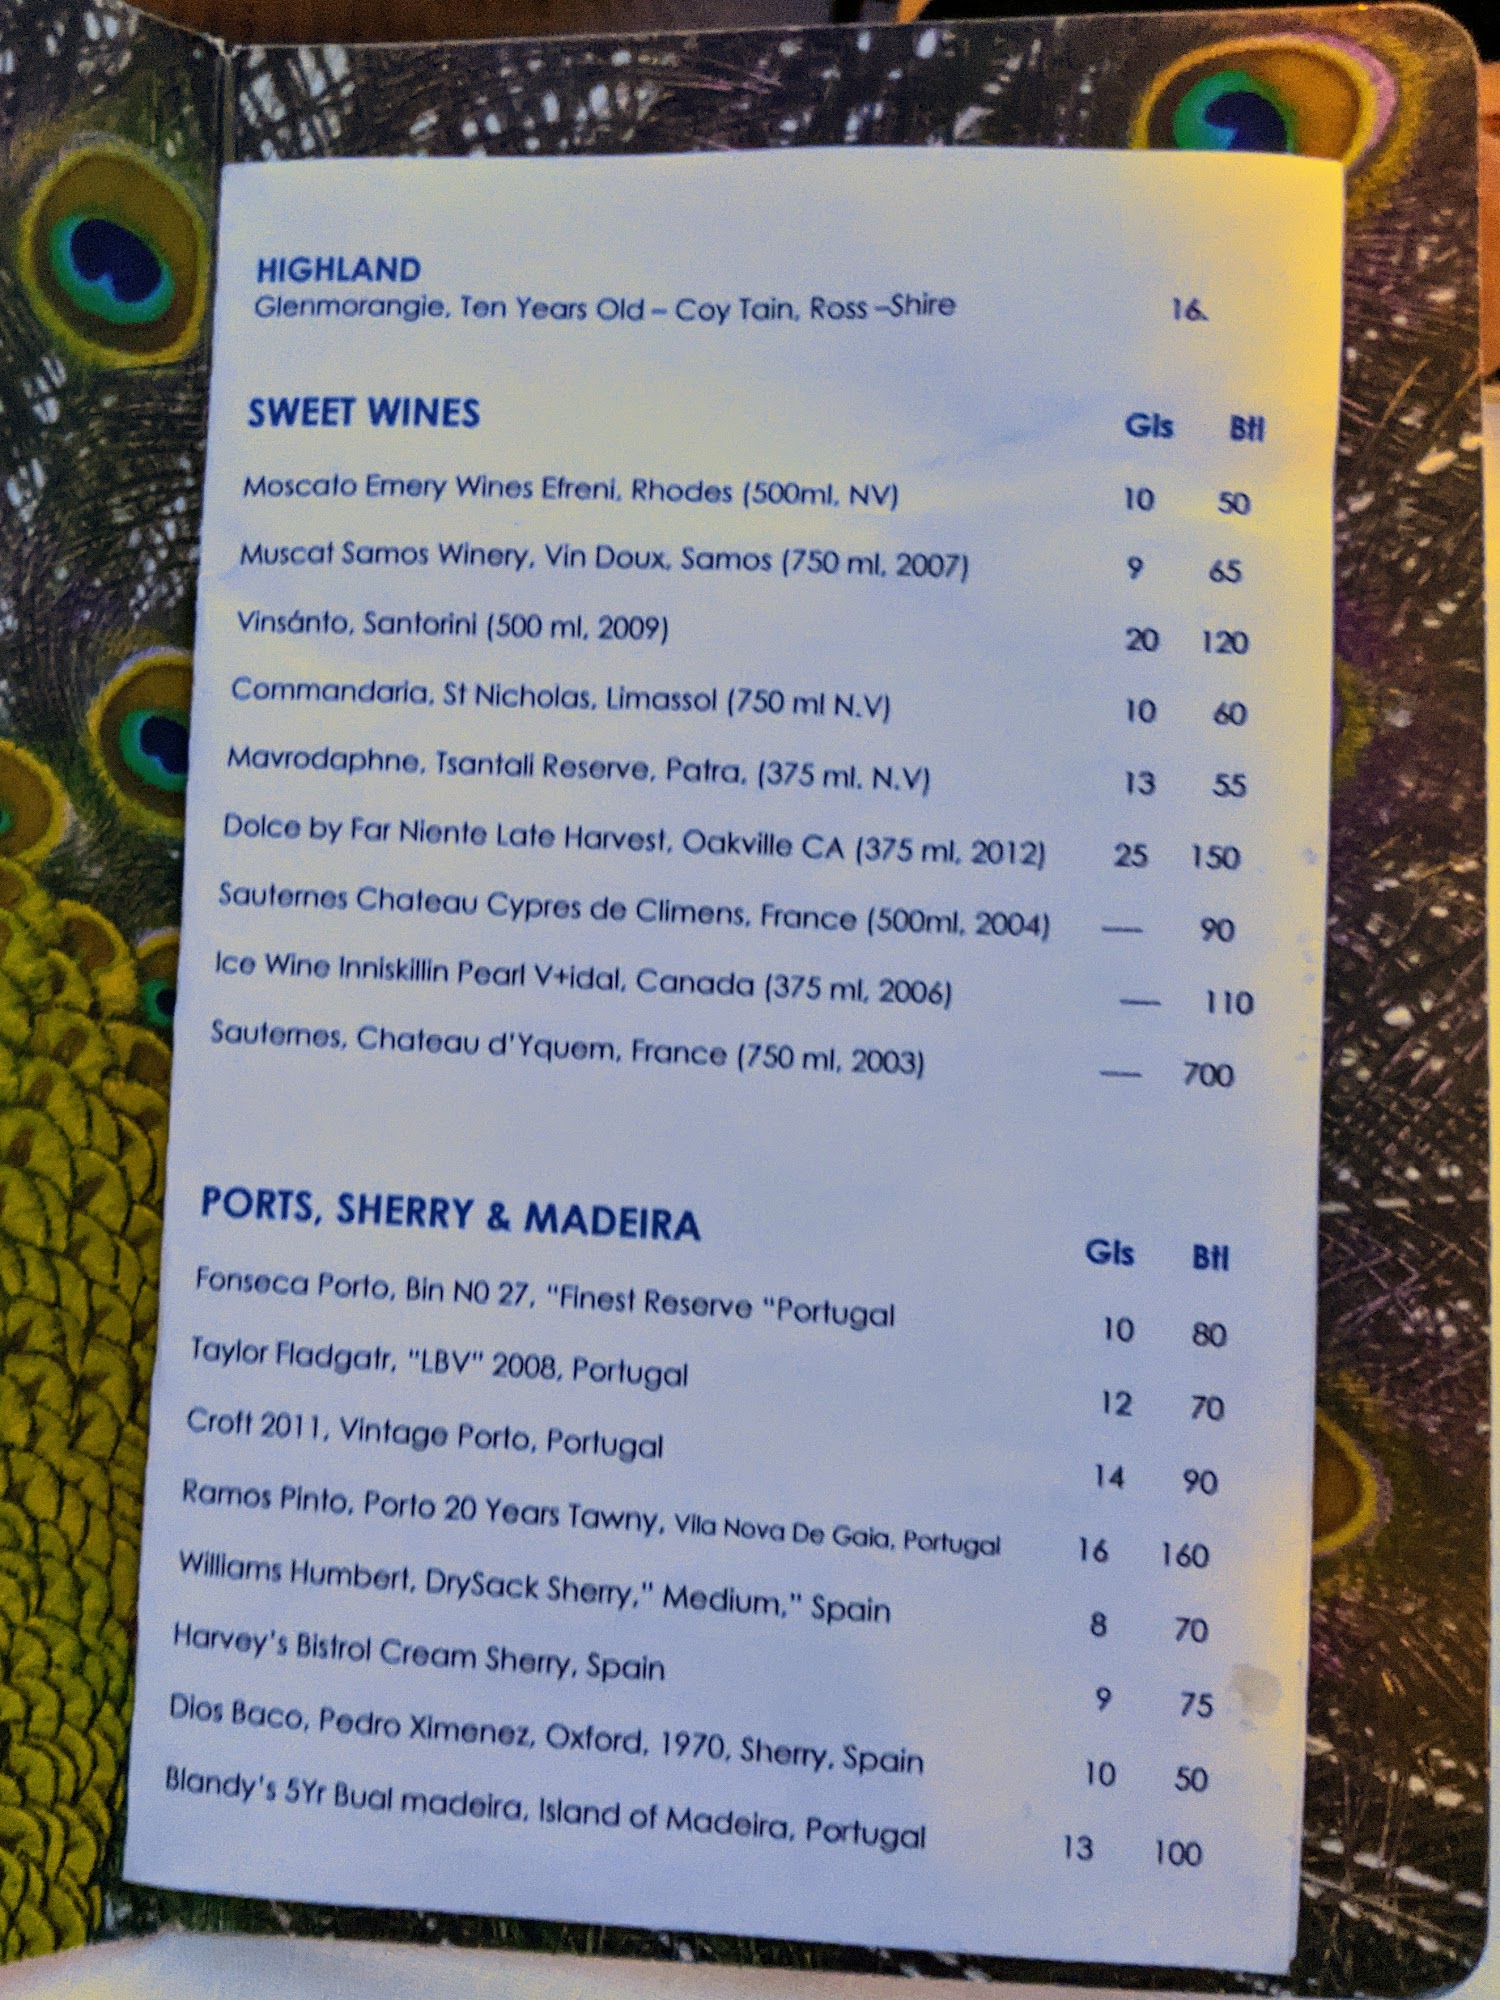 HIGHLAND
Glenmorangie, Ten Years Old – Coy Tain, Ross –Shire 16.
SWEET WINES Gls Btl
Moscato Emery Wines Efreni, Rhodes (500ml, NV) 10 50
Muscat Samos Winery, Vin Doux, Samos (750 ml, 2007) 9 65
Vinsánto, Santorini (500 ml, 2009) 20 120
Commandaria, St Nicholas, Limassol (750 ml N.V) 10 60
Mavrodaphne, Tsantali Reserve, Patra, (375 ml. N.V) 13 55
Dolce by Far Niente Late Harvest, Oakville CA (375 ml, 2012) 25 150
Sauternes Chateau Cypres de Climens, France (500ml, 2004) — 90
Ice Wine Inniskillin Pearl V+idal, Canada (375 ml, 2006) — 110
Sauternes, Chateau d'Yquem, France (750 ml, 2003) — 700
PORTS, SHERRY & MADEIRA Gls Btl
Fonseca Porto, Bin N0 27, "Finest Reserve "Portugal 10 80
Taylor Fladgatr, "LBV" 2008, Portugal 12 70
Croft 2011, Vintage Porto, Portugal 14 90
Ramos Pinto, Porto 20 Years Tawny, Vila Nova De Gaia, Portugal 16 160
Williams Humbert, DrySack Sherry," Medium," Spain 8 70
Harvey's Bistrol Cream Sherry, Spain 9 75
Dios Baco, Pedro Ximenez, Oxford, 1970, Sherry, Spain 10 50
Blandy's 5Yr Bual madeira, Island of Madeira, Portugal 13 100